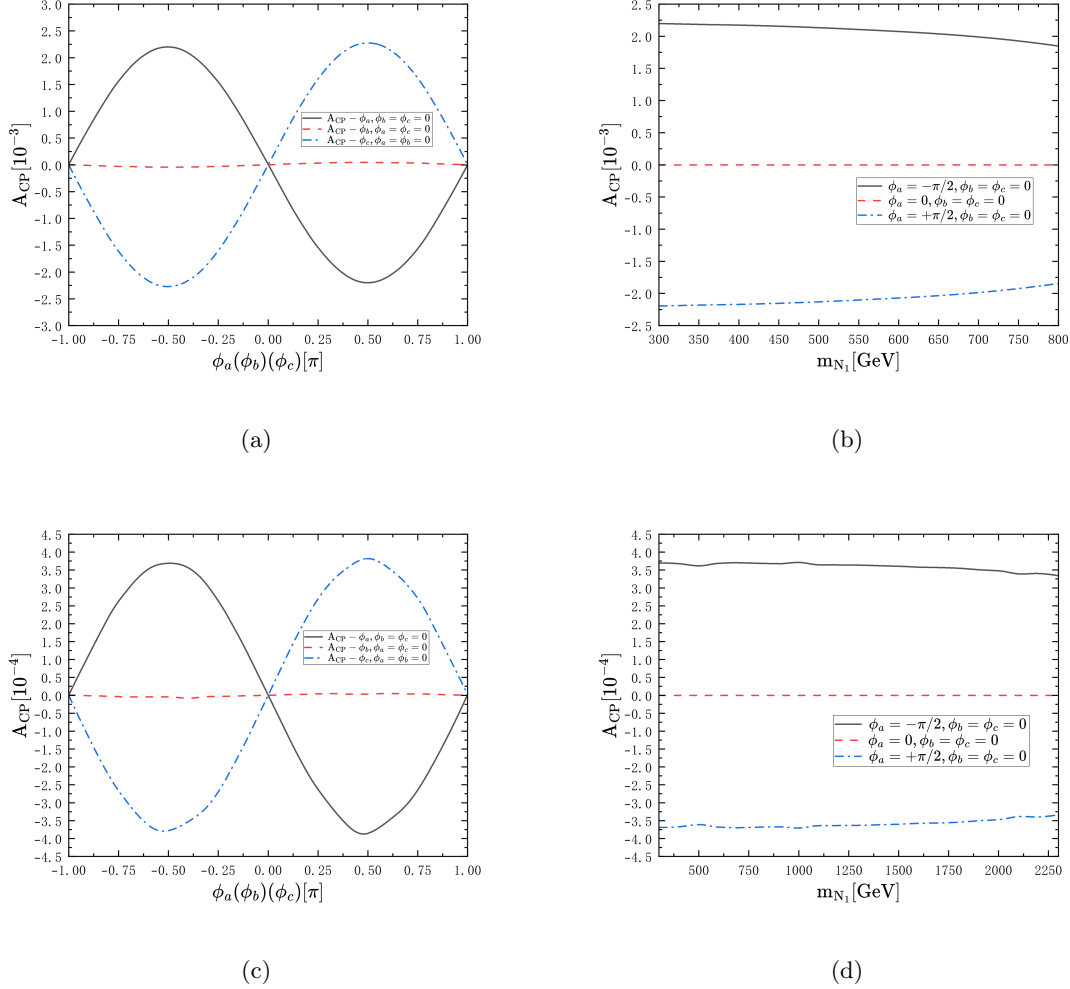 3.0
2.5
2.0
1.5
1.0
0.5
0.0
-0.5
-1.0
-1.5
-2.0
-2.5
-3.0
A_CP[10^-3]
A_CP − ϕ_a, ϕ_b = ϕ_c = 0
A_CP − ϕ_b, ϕ_a = ϕ_c = 0
A_CP − ϕ_c, ϕ_a = ϕ_b = 0
-1.00 -0.75 -0.50 -0.25 0.00 0.25 0.50 0.75 1.00
ϕ_a(ϕ_b)(ϕ_c)[π]
(a)
2.5
2.0
1.5
1.0
0.5
0.0
-0.5
-1.0
-1.5
-2.0
-2.5
A_CP[10^-3]
ϕ_a = −π/2, ϕ_b = ϕ_c = 0
ϕ_a = 0, ϕ_b = ϕ_c = 0
ϕ_a = +π/2, ϕ_b = ϕ_c = 0
300 350 400 450 500 550 600 650 700 750 800
m_N_1[GeV]
(b)
4.5
4.0
3.5
3.0
2.5
2.0
1.5
1.0
0.5
0.0
-0.5
-1.0
-1.5
-2.0
-2.5
-3.0
-3.5
-4.0
-4.5
A_CP[10^-4]
A_CP − ϕ_a, ϕ_b = ϕ_c = 0
A_CP − ϕ_b, ϕ_a = ϕ_c = 0
A_CP − ϕ_c, ϕ_a = ϕ_b = 0
-1.00 -0.75 -0.50 -0.25 0.00 0.25 0.50 0.75 1.00
ϕ_a(ϕ_b)(ϕ_c)[π]
(c)
4.5
4.0
3.5
3.0
2.5
2.0
1.5
1.0
0.5
0.0
-0.5
-1.0
-1.5
-2.0
-2.5
-3.0
-3.5
-4.0
-4.5
A_CP[10^-4]
ϕ_a = −π/2, ϕ_b = ϕ_c = 0
ϕ_a = 0, ϕ_b = ϕ_c = 0
ϕ_a = +π/2, ϕ_b = ϕ_c = 0
500 750 1000 1250 1500 1750 2000 2250
m_N_1[GeV]
(d)